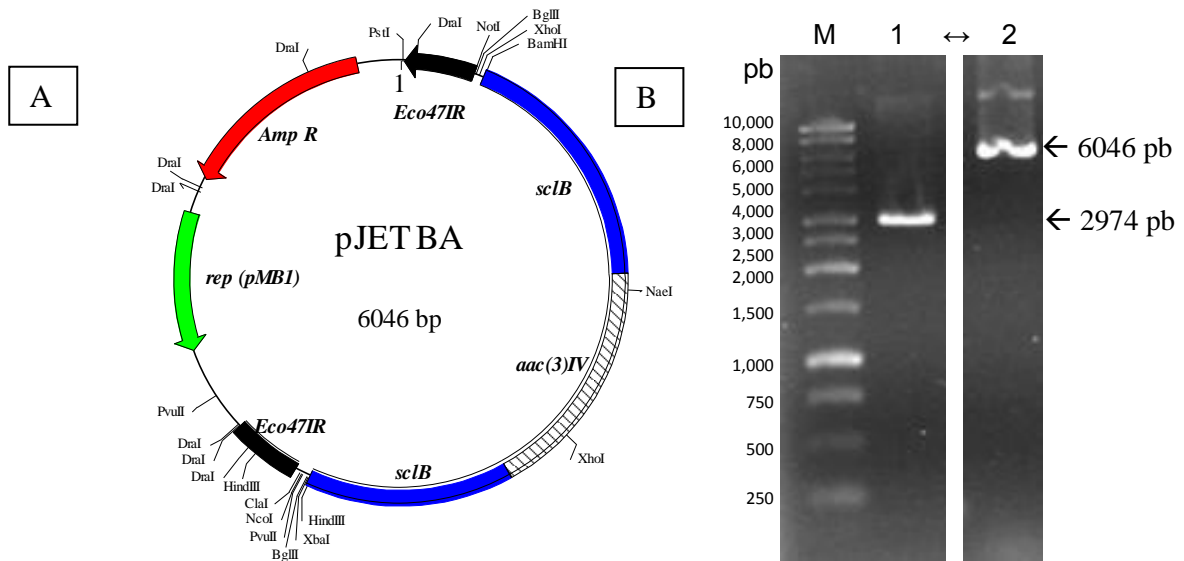 A
B
pJET BA
6046 bp
1
PstI
DraI
NotI
BglII
XhoI
BamHI
Eco47IR
sclB
NaeI
aac(3)IV
XhoI
sclB
HindIII
XbaI
BglII
PvuII
NcoI
ClaI
HindIII
DraI
DraI
DraI
Eco47IR
PvuII
rep (pMB1)
DraI
DraI
Amp R
DraI
M 1 ↔ 2
pb
10,000
8,000
6,000
5,000
4,000
3,000
2,500
2,000
1,500
1,000
750
500
250
← 6046 pb
← 2974 pb